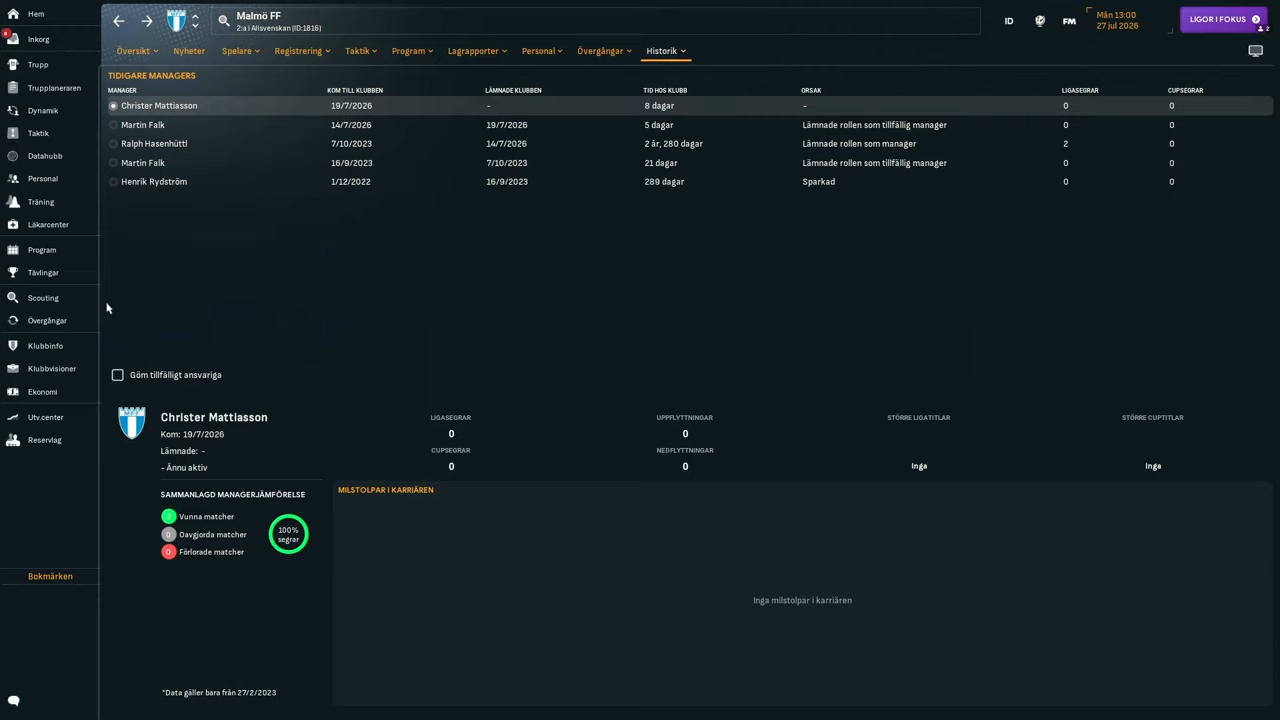 Malmö FF
2:a i Allsvenskan (ID:1816)
ID
FM
Mån 13:00
27 jul 2026
LIGOR I FOKUS
2
Hem
6
Inkorg
Trupp
Trupplaneraren
Dynamik
Taktik
Datahubb
Personal
Träning
Läkarcenter
Program
Tävlingar
Scouting
Övergångar
Klubbinfo
Klubbvisioner
Ekonomi
Utv.center
Reservlag
Bokmärken
Översikt Nyheter Spelare Registrering Taktik Program Lagrapporter Personal Övergångar Historik
TIDIGARE MANAGERS
MANAGER KOM TILL KLUBBEN LÄMNADE KLUBBEN TID HOS KLUBB ORSAK LIGASEGRAR CUPSEGRAR
Christer Mattiasson 19/7/2026 - 8 dagar - 0 0
Martin Falk 14/7/2026 19/7/2026 5 dagar Lämnade rollen som tillfällig manager 0 0
Ralph Hasenhüttl 7/10/2023 14/7/2026 2 år, 280 dagar Lämnade rollen som manager 2 0
Martin Falk 16/9/2023 7/10/2023 21 dagar Lämnade rollen som tillfällig manager 0 0
Henrik Rydström 1/12/2022 16/9/2023 289 dagar Sparkad 0 0
Göm tillfälligt ansvariga
Christer Mattiasson
Kom: 19/7/2026
Lämnade: -
- Ännu aktiv
LIGASEGRAR UPPFLYTTNINGAR STÖRRE LIGATITLAR STÖRRE CUPTITLAR
0 0
CUPSEGRAR NEDFLYTTNINGAR
0 0 Inga Inga
SAMMANLAGD MANAGERJÄMFÖRELSE
Vunna matcher
0 Oavgjorda matcher
0 Förlorade matcher
100%
segrar
*Data gäller bara från 27/2/2023
MILSTOLPAR I KARRIÄREN
Inga milstolpar i karriären